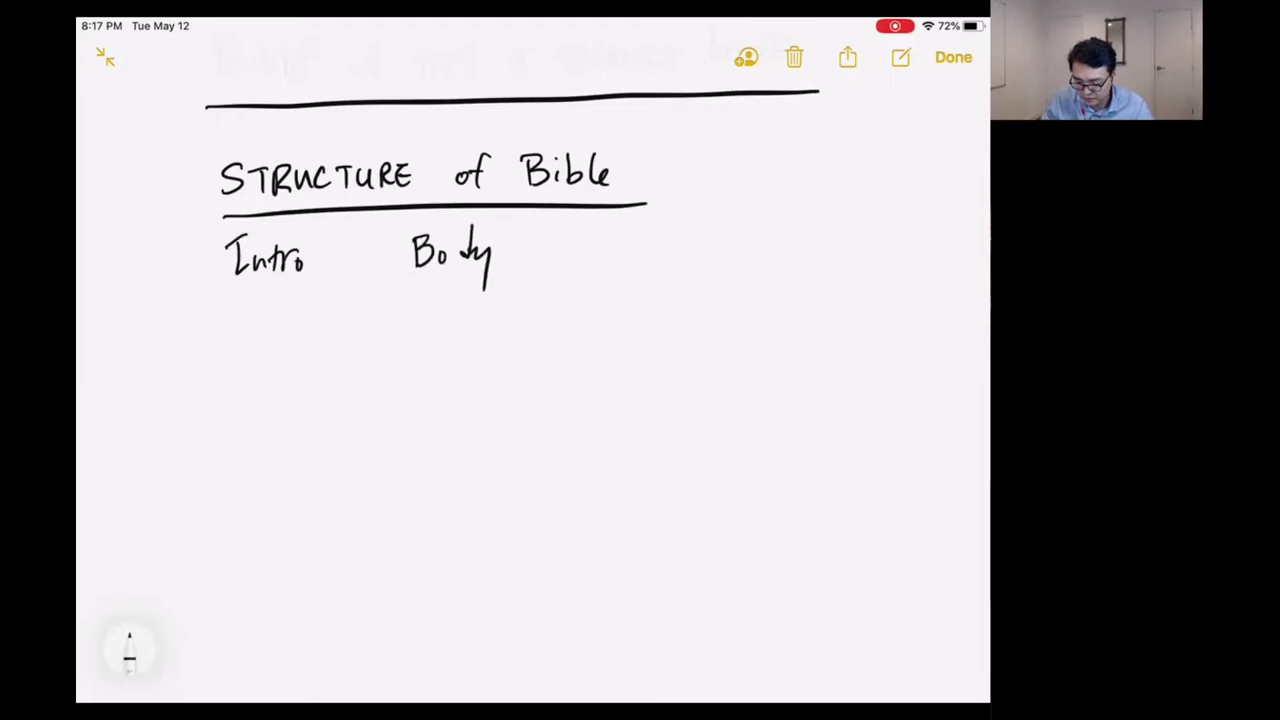 8:17 PM Tue May 12 72%
Done
STRUCTURE of Bible
Intro Body